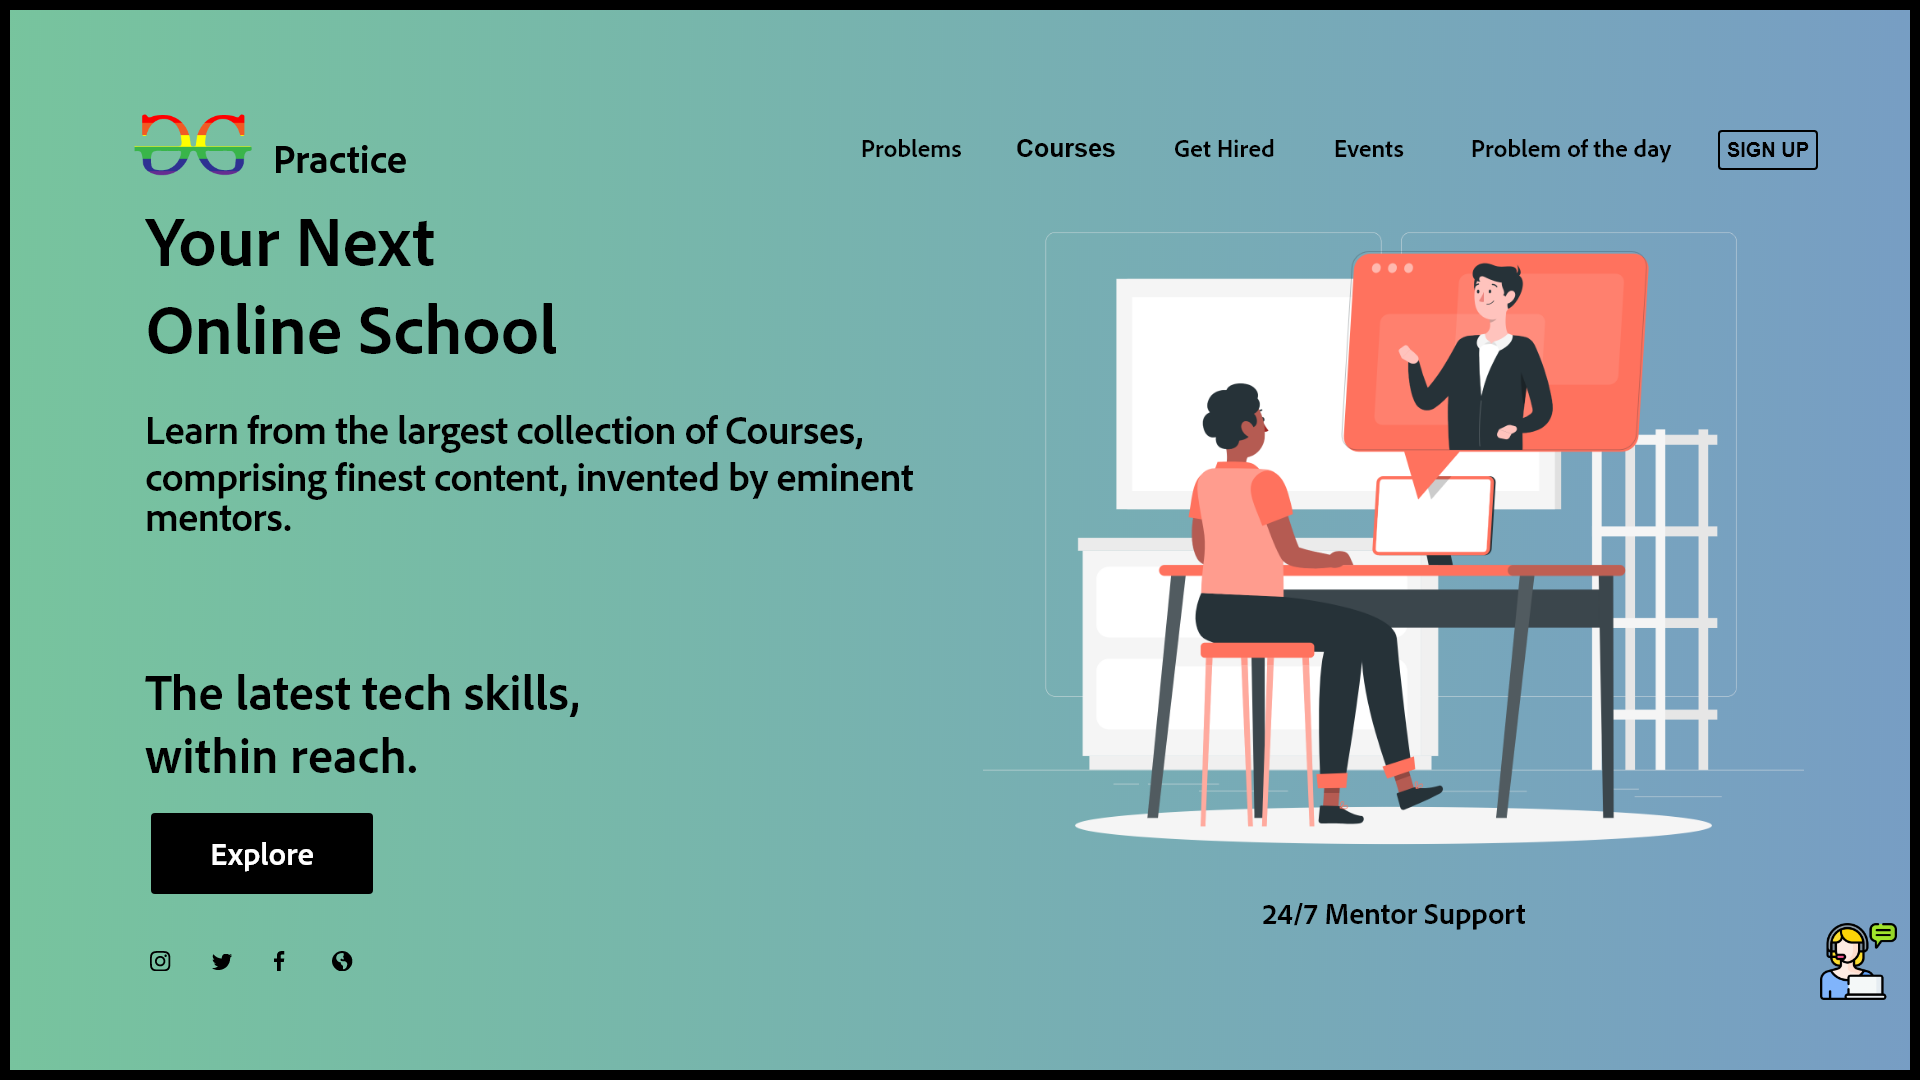 Practice
Problems
Courses
Get Hired
Events
Problem of the day
SIGN UP
Your Next
Online School
Learn from the largest collection of Courses,
comprising finest content, invented by eminent
mentors.
The latest tech skills,
within reach.
Explore
24/7 Mentor Support